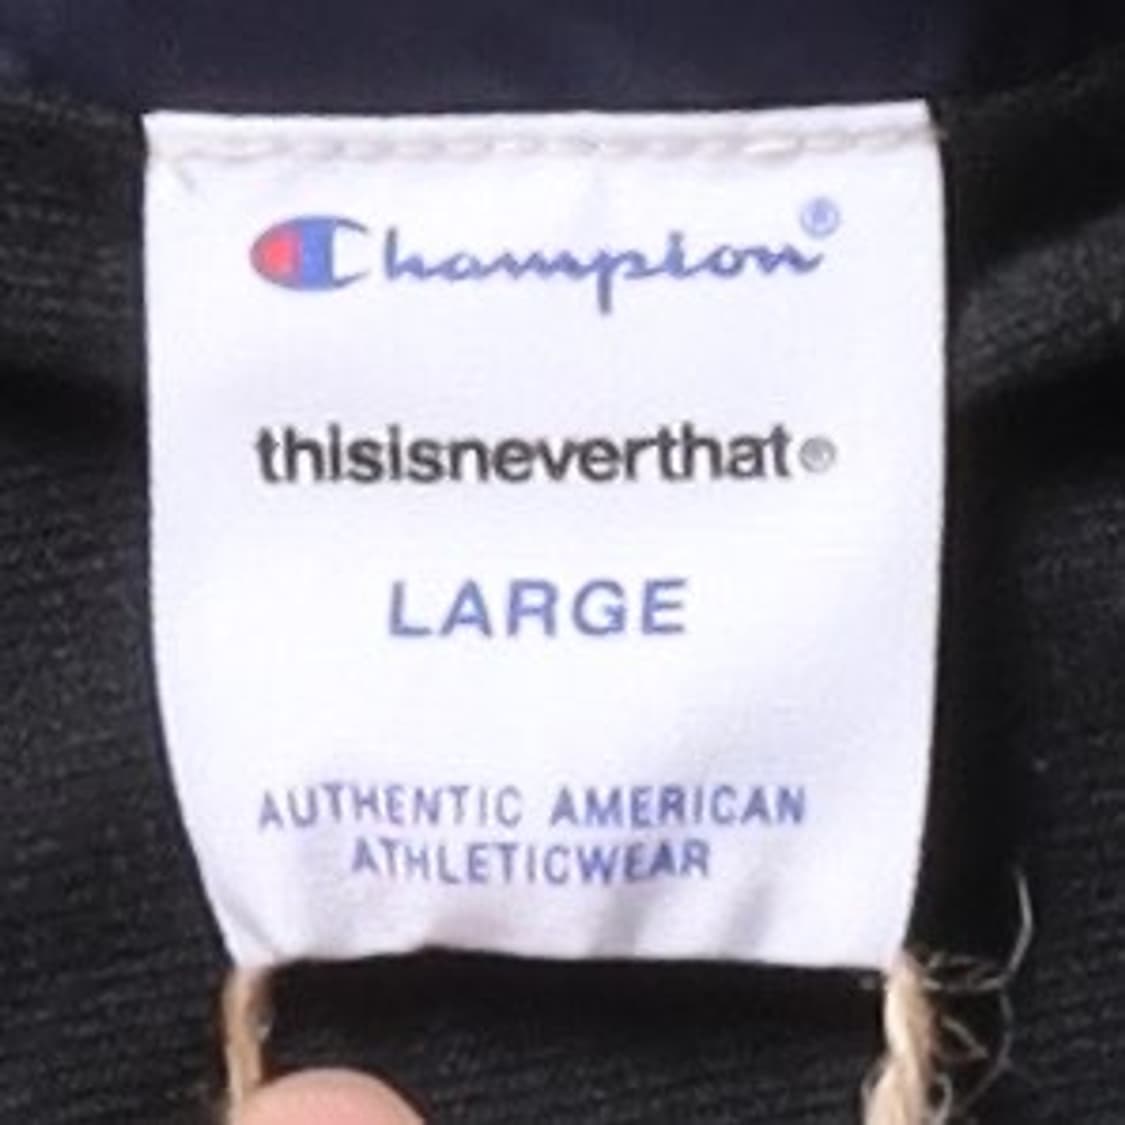 Champion®
thisisneverthat®
LARGE
AUTHENTIC AMERICAN
ATHLETICWEAR